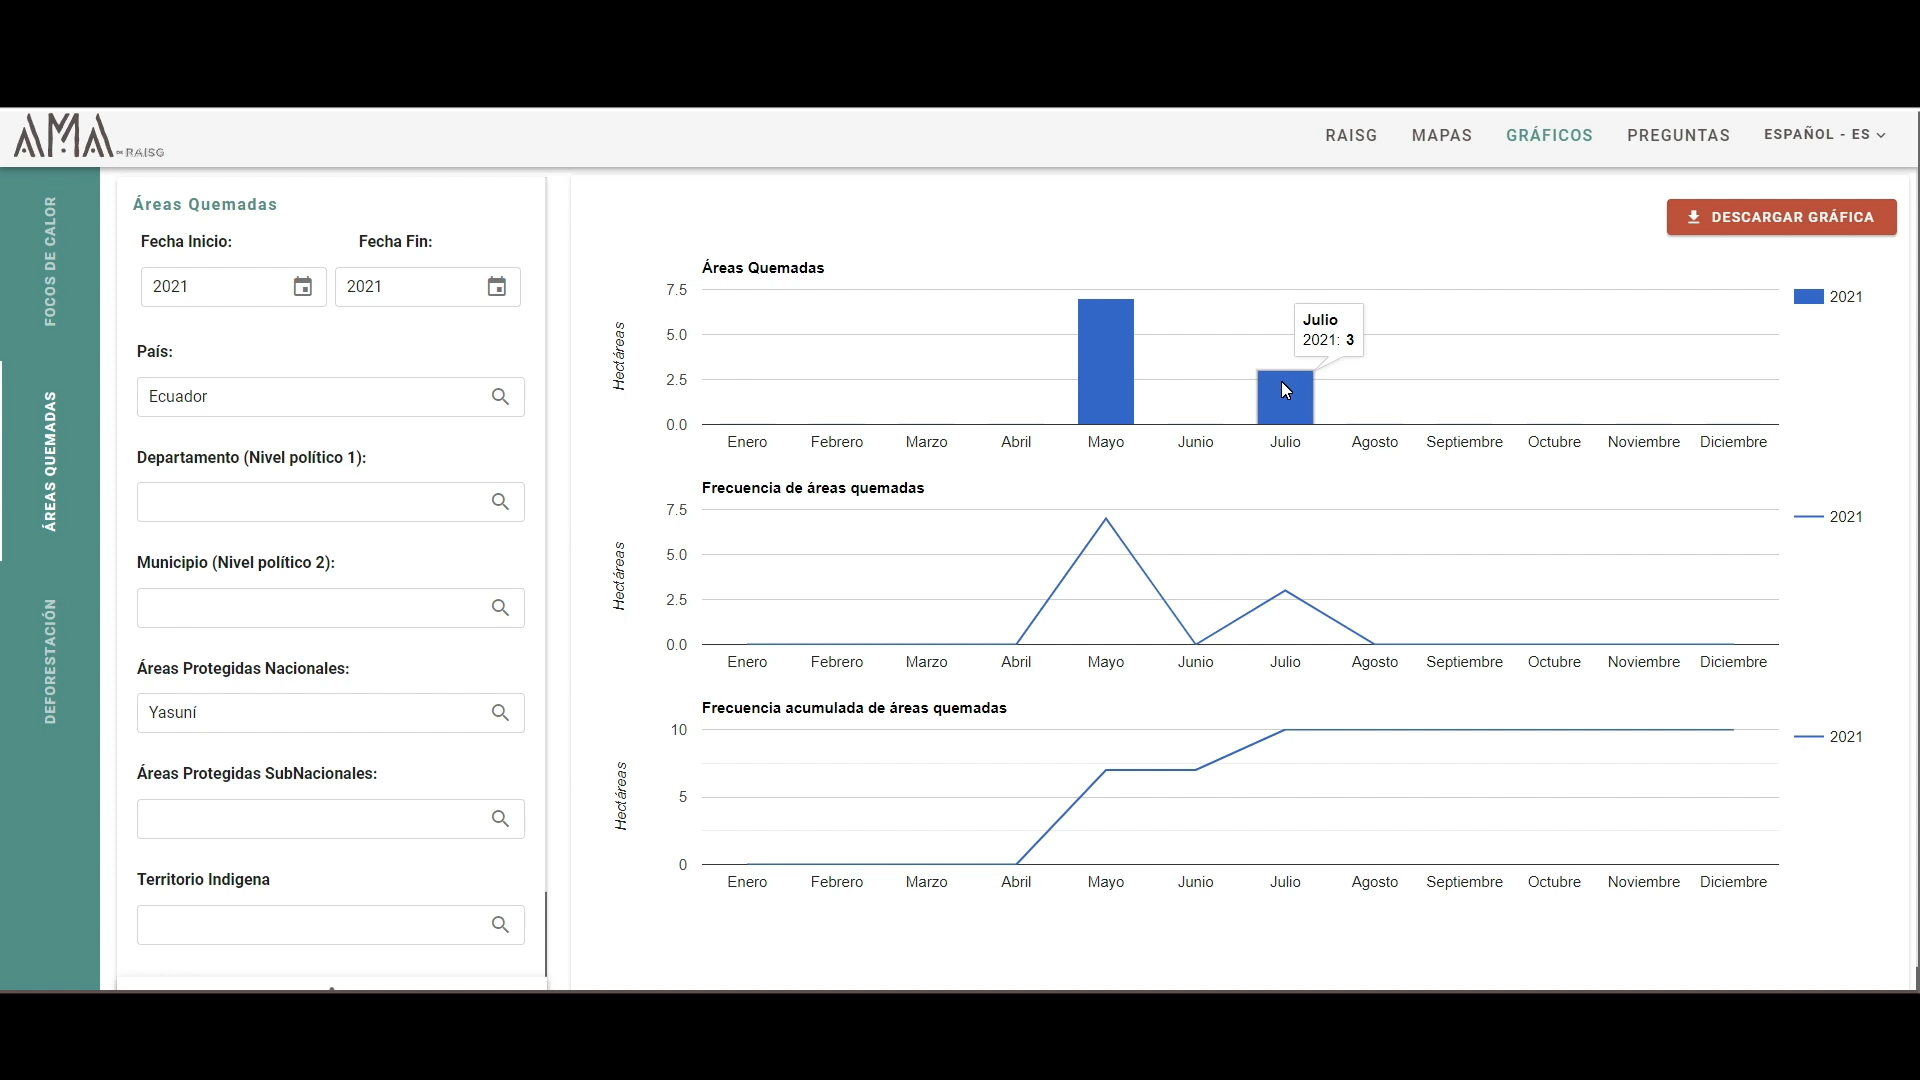 AMA
RAISG
RAISG
MAPAS
GRÁFICOS
PREGUNTAS
ESPAÑOL - ES
FOCOS DE CALOR
ÁREAS QUEMADAS
DEFORESTACIÓN
Áreas Quemadas
Fecha Inicio: Fecha Fin:
2021 2021
País:
Ecuador
Departamento (Nivel político 1):
Municipio (Nivel político 2):
Áreas Protegidas Nacionales:
Yasuní
Áreas Protegidas SubNacionales:
Territorio Indigena
DESCARGAR GRÁFICA
Áreas Quemadas
Hectáreas
7.5
5.0
2.5
0.0
Julio
2021: 3
2021
Enero Febrero Marzo Abril Mayo Junio Julio Agosto Septiembre Octubre Noviembre Diciembre
Frecuencia de áreas quemadas
Hectáreas
7.5
5.0
2.5
0.0
2021
Enero Febrero Marzo Abril Mayo Junio Julio Agosto Septiembre Octubre Noviembre Diciembre
Frecuencia acumulada de áreas quemadas
Hectáreas
10
5
0
2021
Enero Febrero Marzo Abril Mayo Junio Julio Agosto Septiembre Octubre Noviembre Diciembre